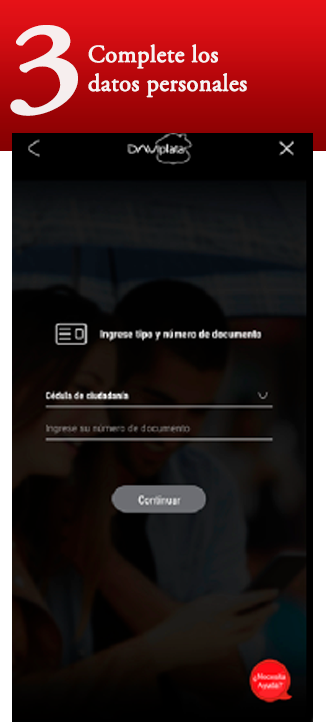 3
Complete los
datos personales
DAVIplata
Ingrese tipo y número de documento
Cédula de ciudadanía
Ingrese su número de documento
Continuar
¿Necesita
Ayuda?